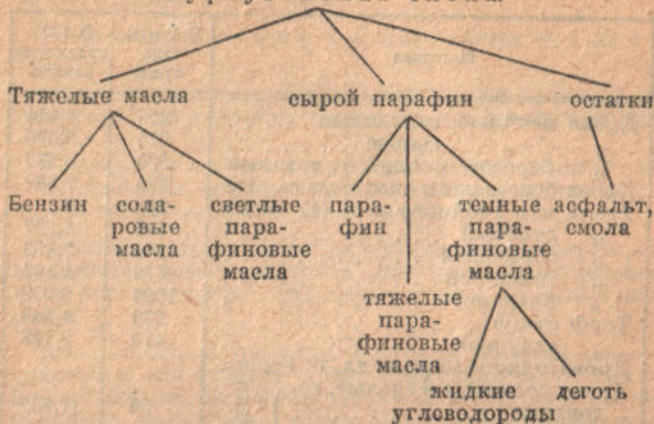 Тяжелые масла сырой парафин остатки
Бензин соля-
ровые
масла
светлые
пара-
финовые
масла
пара-
фин
темные
пара-
финовые
масла
асфальт,
смола
тяжелые
пара-
финовые
масла
жидкие
углеводороды
деготь